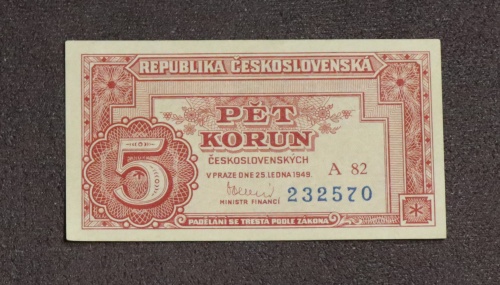 REPUBLIKA ČESKOSLOVENSKÁ
PĚT
KORUN
ČESKOSLOVENSKÝCH
V PRAZE DNE 25. LEDNA 1949.
A 82
MINISTR FINANCÍ
232570
5
PADĚLÁNÍ SE TRESTÁ PODLE ZÁKONA